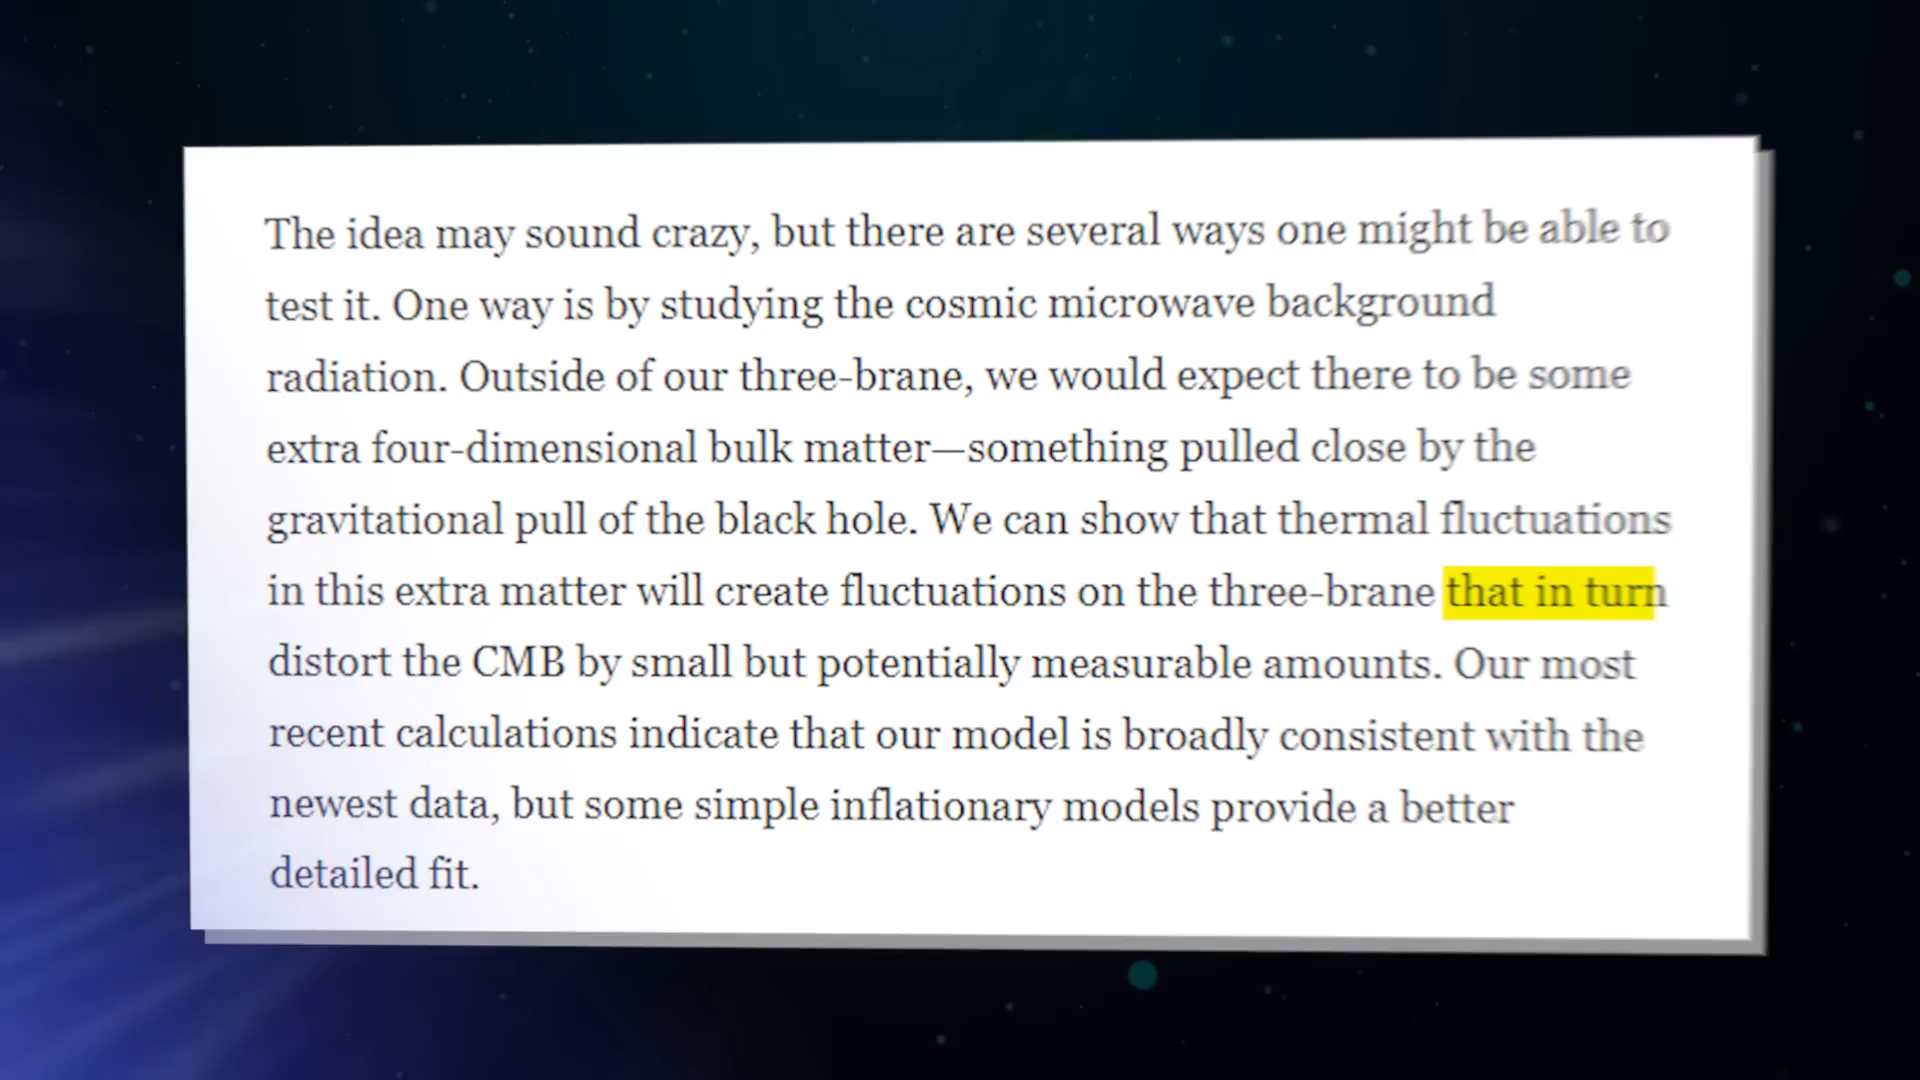 The idea may sound crazy, but there are several ways one might be able to
test it. One way is by studying the cosmic microwave background
radiation. Outside of our three-brane, we would expect there to be some
extra four-dimensional bulk matter—something pulled close by the
gravitational pull of the black hole. We can show that thermal fluctuations
in this extra matter will create fluctuations on the three-brane that in turn
distort the CMB by small but potentially measurable amounts. Our most
recent calculations indicate that our model is broadly consistent with the
newest data, but some simple inflationary models provide a better
detailed fit.